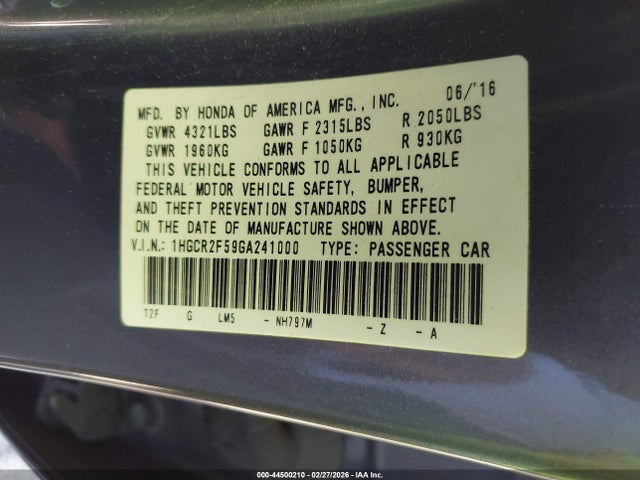 MFD. BY HONDA OF AMERICA MFG., INC. 06/'16
GVWR 4321LBS GAWR F 2315LBS R 2050LBS
GVWR 1960KG GAWR F 1050KG R 930KG
THIS VEHICLE CONFORMS TO ALL APPLICABLE
FEDERAL MOTOR VEHICLE SAFETY, BUMPER,
AND THEFT PREVENTION STANDARDS IN EFFECT
ON THE DATE OF MANUFACTURE SHOWN ABOVE.
V.I.N.: 1HGCR2F59GA241000 TYPE: PASSENGER CAR
T2F G LM5 - NH797M - Z - A
000-44500210 - 02/27/2026 - IAA Inc.